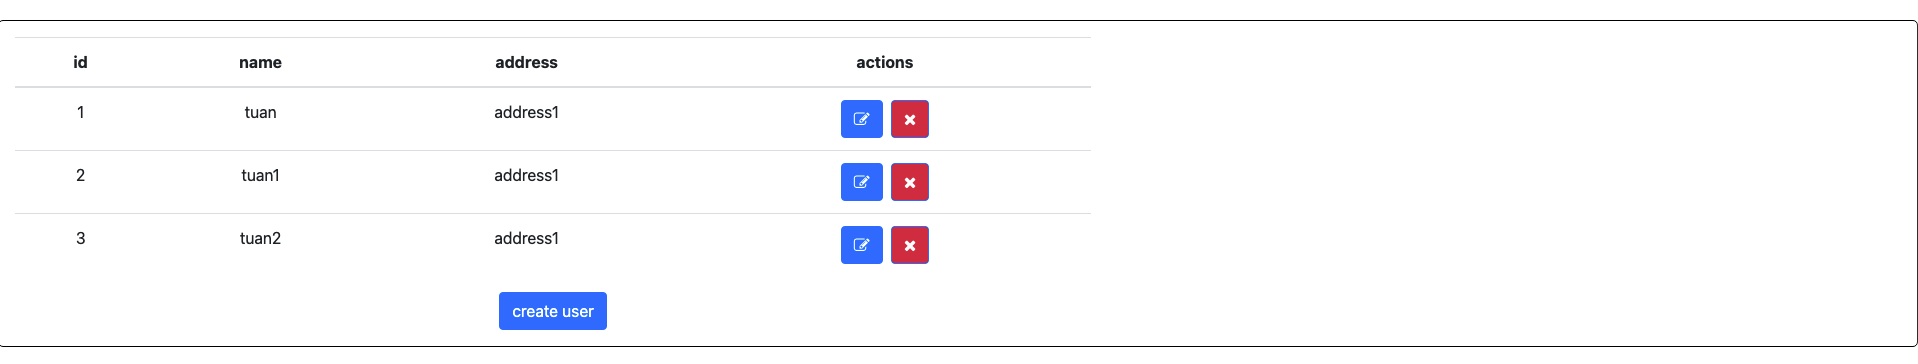 id name address actions
1 tuan address1
2 tuan1 address1
3 tuan2 address1
create user